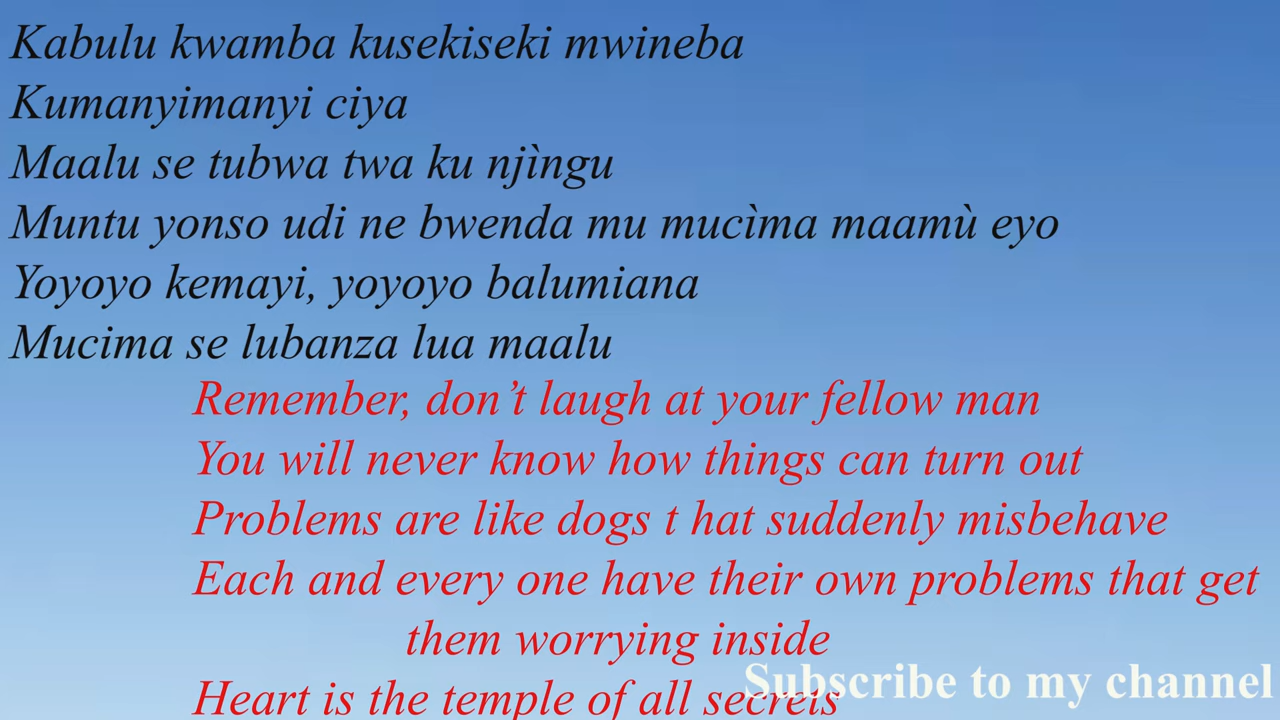 Kabulu kwamba kusekiseki mwineba
Kumanyimanyi ciya
Maalu se tubwa twa ku njìngu
Muntu yonso udi ne bwenda mu mucìma maamù eyo
Yoyoyo kemayi, yoyoyo balumiana
Mucima se lubanza lua maalu
Remember, don’t laugh at your fellow man
You will never know how things can turn out
Problems are like dogs t hat suddenly misbehave
Each and every one have their own problems that get
them worrying inside
Heart is the temple of all secrets
Subscribe to my channel